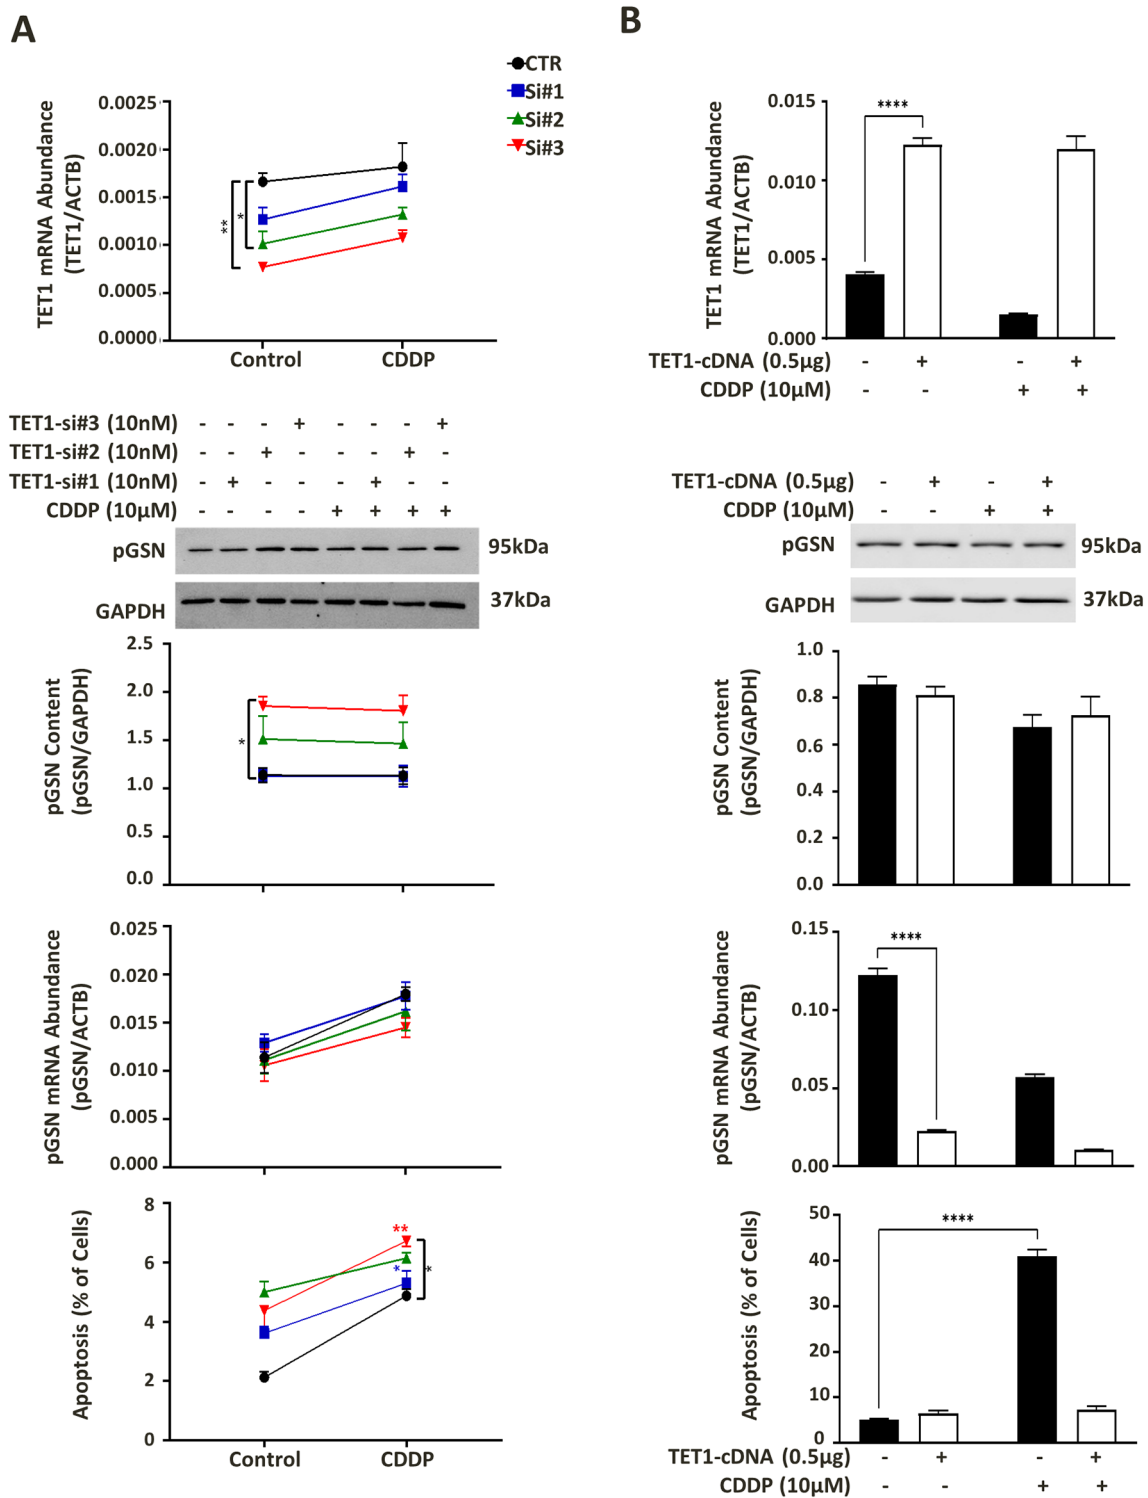 A
CTR
Si#1
Si#2
Si#3
TET1 mRNA Abundance
(TET1/ACTB)
0.0025
0.0020
0.0015
0.0010
0.0005
0.0000
**
*
Control CDDP
TET1-si#3 (10nM) - - - + - - - +
TET1-si#2 (10nM) - - + - - - + -
TET1-si#1 (10nM) - + - - - + - -
CDDP (10µM) - - - - + + + +
pGSN 95kDa
GAPDH 37kDa
pGSN Content
(pGSN/GAPDH)
2.5
2.0
1.5
1.0
0.5
0.0
*
pGSN mRNA Abundance
(pGSN/ACTB)
0.025
0.020
0.015
0.010
0.005
0.000
Apoptosis (% of Cells)
8
6
4
2
0
**
*
*
Control CDDP
B
TET1 mRNA Abundance
(TET1/ACTB)
0.015
0.010
0.005
0.000
****
TET1-cDNA (0.5µg) - + - +
CDDP (10µM) - - + +
TET1-cDNA (0.5µg) - + - +
CDDP (10µM) - - + +
pGSN 95kDa
GAPDH 37kDa
pGSN Content
(pGSN/GAPDH)
1.0
0.8
0.6
0.4
0.2
0.0
pGSN mRNA Abundance
(pGSN/ACTB)
0.15
0.10
0.05
0.00
****
Apoptosis (% of Cells)
50
40
30
20
10
0
****
TET1-cDNA (0.5µg) - + - +
CDDP (10µM) - - + +